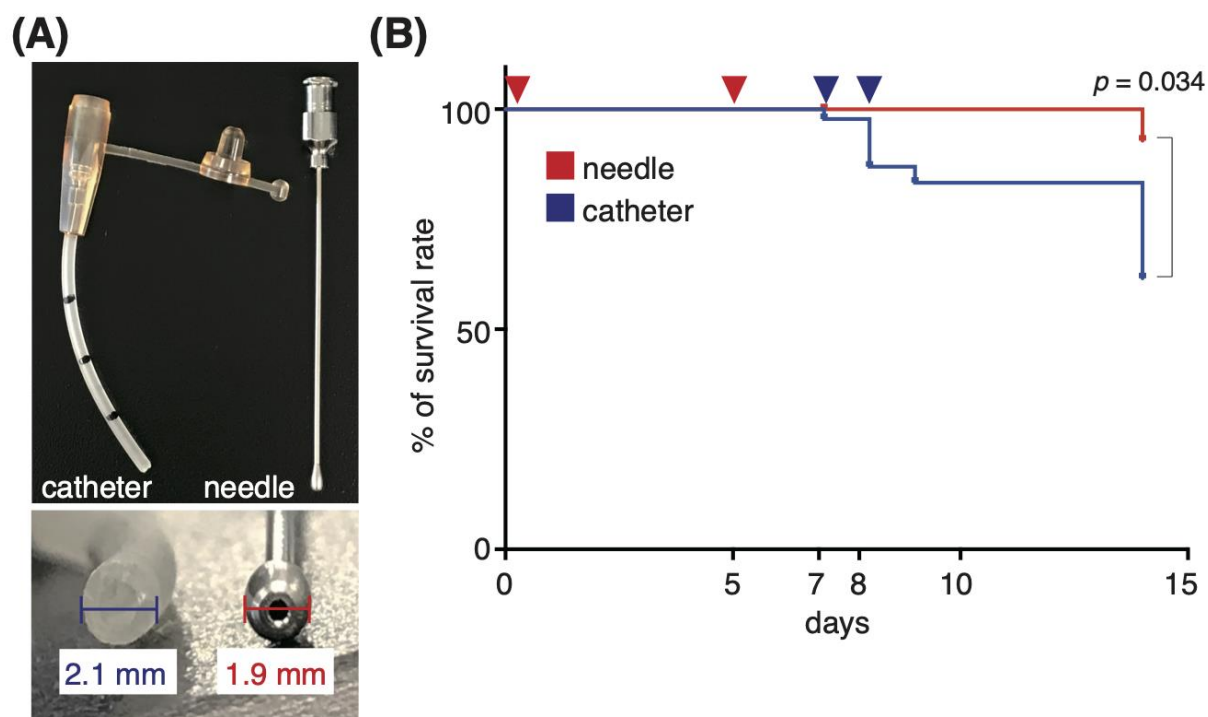 (A)
(B)
catheter needle
2.1 mm 1.9 mm
p = 0.034
100
50
0
% of survival rate
needle
catheter
0 5 7 8 10 15
days